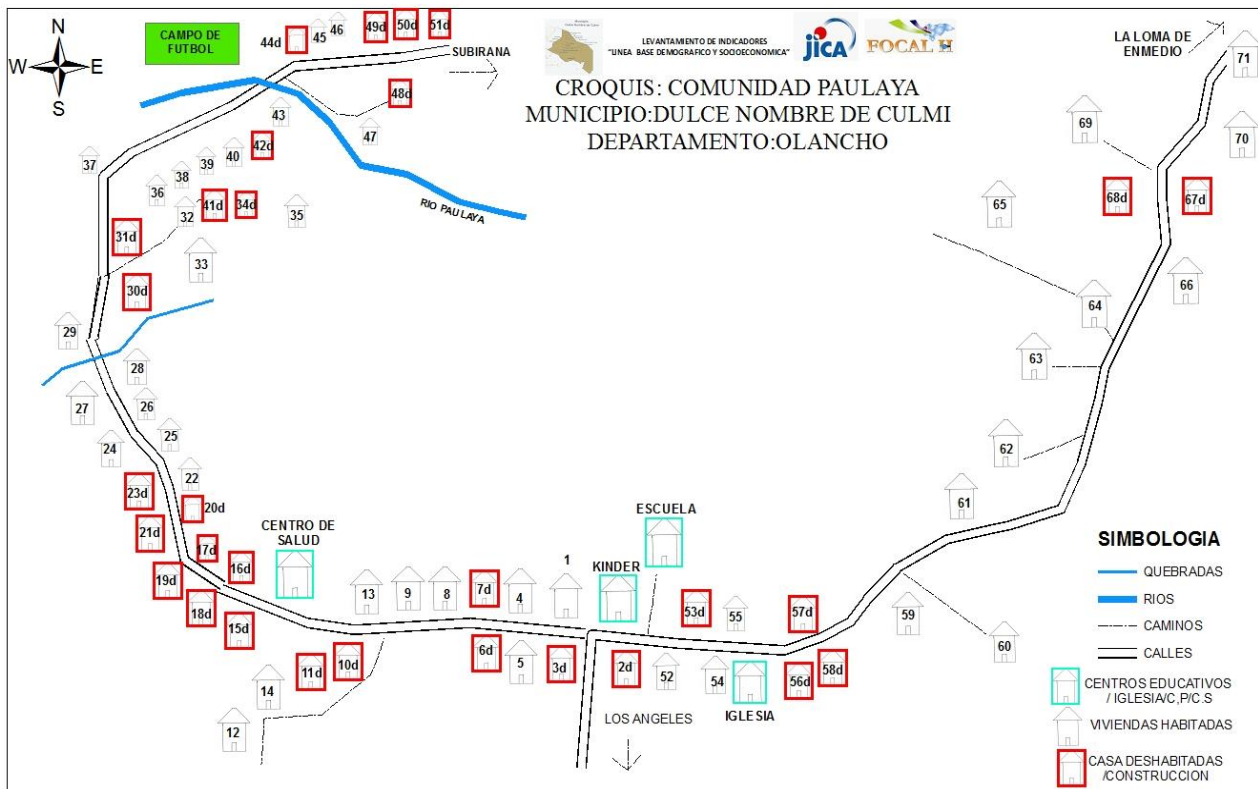 N
W E
S
CAMPO DE
FUTBOL
44d
45
46
49d
50d
51d
SUBIRANA
LEVANTAMIENTO DE INDICADORES
"LINEA BASE DEMOGRAFICO Y SOCIOECONOMICA"
jICA
FOCAL II
CROQUIS: COMUNIDAD PAULAYA
MUNICIPIO:DULCE NOMBRE DE CULMI
DEPARTAMENTO:OLANCHO
LA LOMA DE
ENMEDIO
71
70
69
68d
67d
66
65
64
63
62
61
48d
47
43
42d
40
39
38
37
36
41d
34d
35
32
31d
33
30d
RIO PAULAYA
29
28
27
26
25
24
22
23d
20d
21d
17d
16d
19d
18d
15d
CENTRO DE
SALUD
13
9
8
7d
4
1
KINDER
ESCUELA
53d
55
57d
59
60
14
12
11d
10d
6d
5
3d
2d
52
54
IGLESIA
56d
58d
LOS ANGELES
SIMBOLOGIA
QUEBRADAS
RIOS
CAMINOS
CALLES
CENTROS EDUCATIVOS
/ IGLESIA/C,P/C.S
VIVIENDAS HABITADAS
CASA DESHABITADAS
/CONSTRUCCION